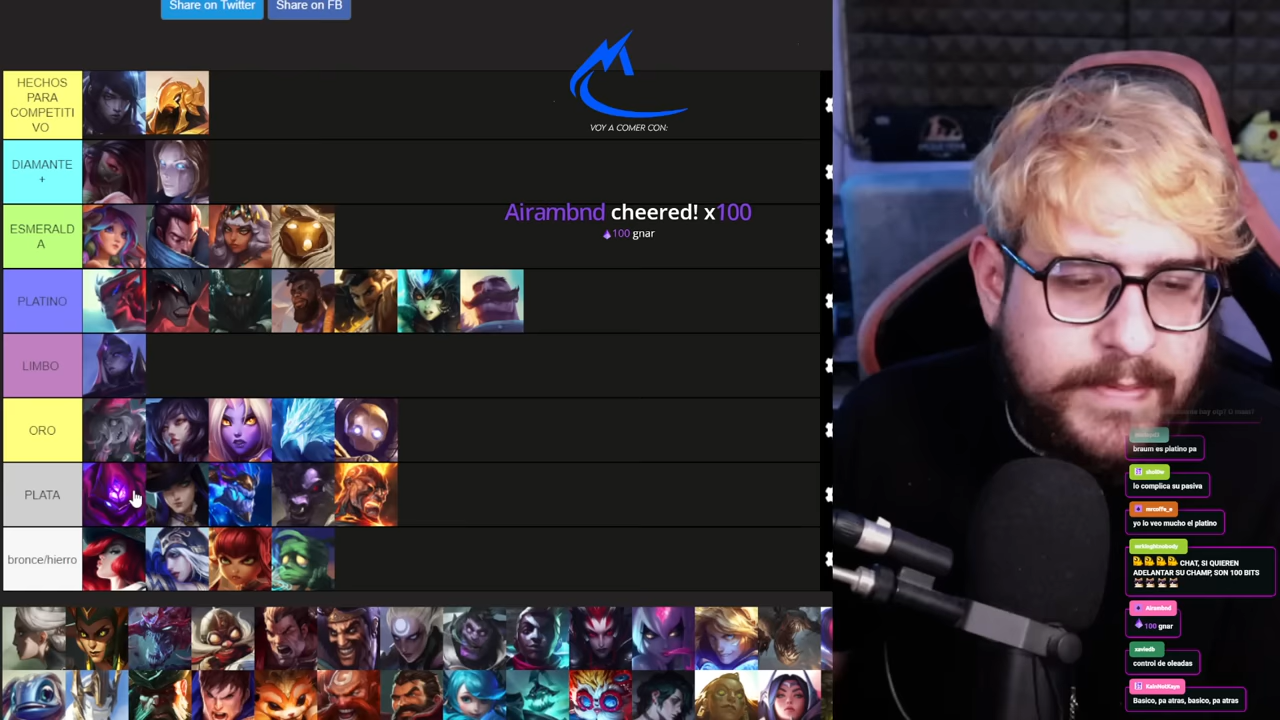 Share on Twitter
Share on FB
HECHOS
PARA
COMPETITI
VO
DIAMANTE
+
ESMERALD
A
PLATINO
LIMBO
ORO
PLATA
bronce/hierro
VOY A COMER CON:
Airambnd cheered! x100
100 gnar
braum es platino pa
lo complica su pasiva
mrcoffe_o
yo lo veo mucho el platino
CHAT, SI QUIEREN
ADELANTAR SU CHAMP, SON 100 BITS
Airambnd
100 gnar
control de oleadas
KainNotKayn
Basico, pa atras, basico, pa atras